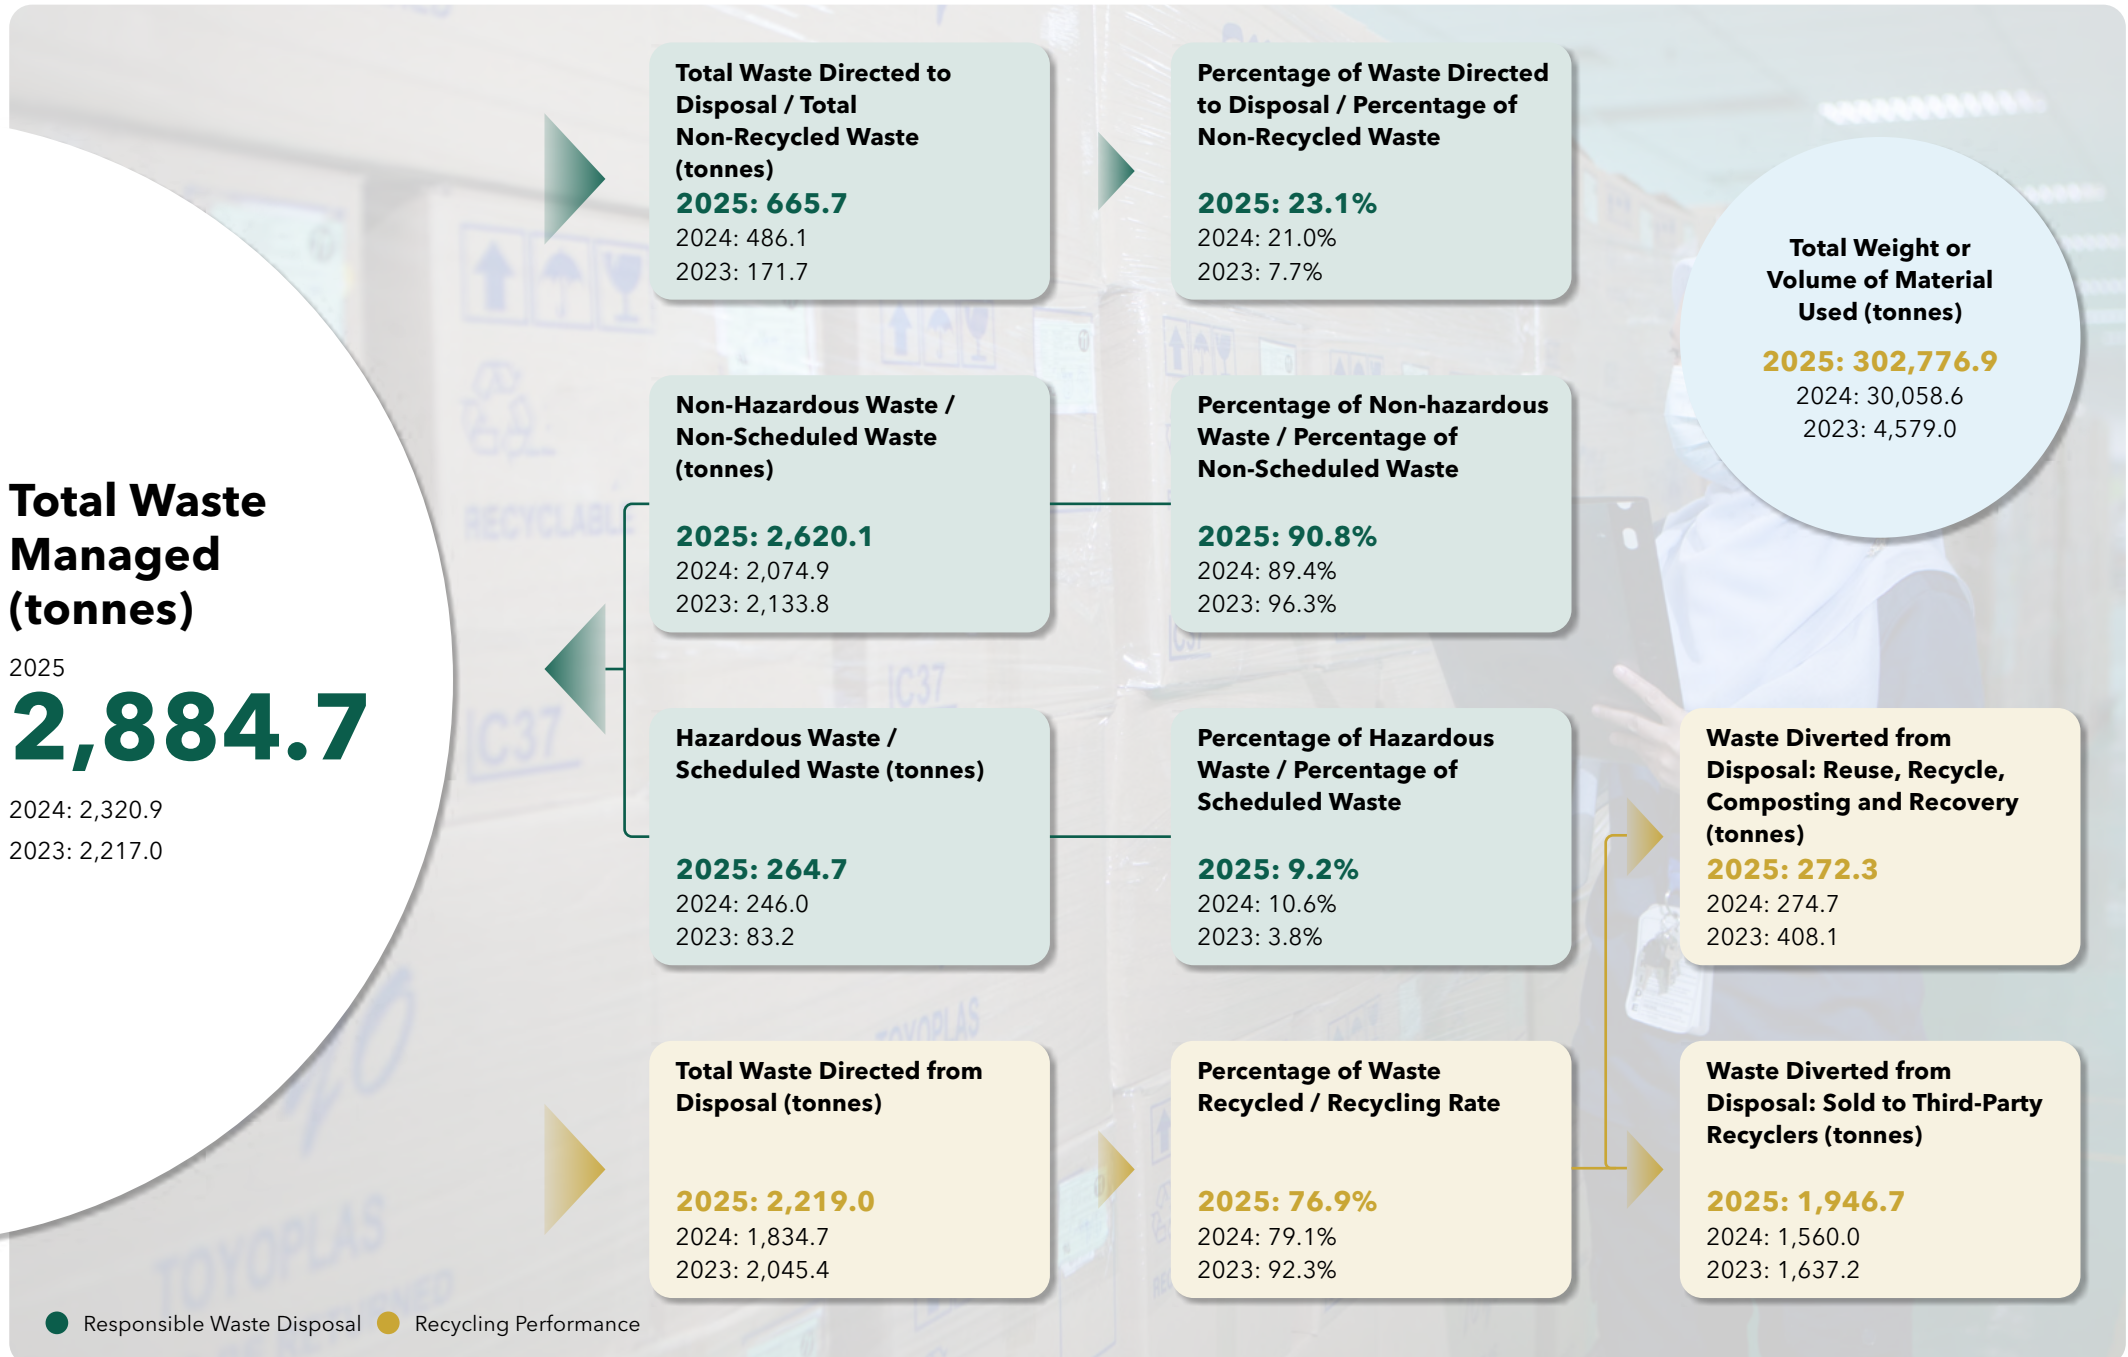 Total Waste
Managed
(tonnes)
2025
2,884.7
2024: 2,320.9
2023: 2,217.0
Total Waste Directed to
Disposal / Total
Non-Recycled Waste
(tonnes)
2025: 665.7
2024: 486.1
2023: 171.7
Percentage of Waste Directed
to Disposal / Percentage of
Non-Recycled Waste
2025: 23.1%
2024: 21.0%
2023: 7.7%
Total Weight or
Volume of Material
Used (tonnes)
2025: 302,776.9
2024: 30,058.6
2023: 4,579.0
Non-Hazardous Waste /
Non-Scheduled Waste
(tonnes)
2025: 2,620.1
2024: 2,074.9
2023: 2,133.8
Percentage of Non-hazardous
Waste / Percentage of
Non-Scheduled Waste
2025: 90.8%
2024: 89.4%
2023: 96.3%
Hazardous Waste /
Scheduled Waste (tonnes)
2025: 264.7
2024: 246.0
2023: 83.2
Percentage of Hazardous
Waste / Percentage of
Scheduled Waste
2025: 9.2%
2024: 10.6%
2023: 3.8%
Waste Diverted from
Disposal: Reuse, Recycle,
Composting and Recovery
(tonnes)
2025: 272.3
2024: 274.7
2023: 408.1
Total Waste Directed from
Disposal (tonnes)
2025: 2,219.0
2024: 1,834.7
2023: 2,045.4
Percentage of Waste
Recycled / Recycling Rate
2025: 76.9%
2024: 79.1%
2023: 92.3%
Waste Diverted from
Disposal: Sold to Third-Party
Recyclers (tonnes)
2025: 1,946.7
2024: 1,560.0
2023: 1,637.2
Responsible Waste Disposal
Recycling Performance
RECYCLABLE
IC37
IC37
IC37
TOYOPLAS
TOYOPLAS